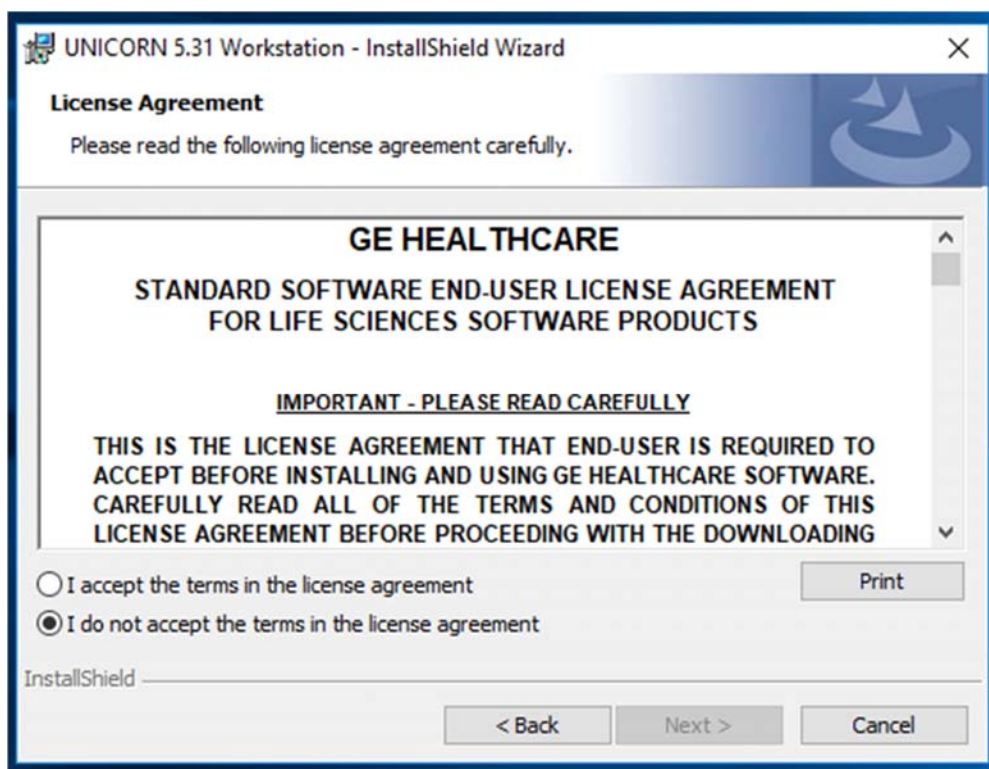 UNICORN 5.31 Workstation - InstallShield Wizard
License Agreement
Please read the following license agreement carefully.
GE HEALTHCARE
STANDARD SOFTWARE END-USER LICENSE AGREEMENT
FOR LIFE SCIENCES SOFTWARE PRODUCTS
IMPORTANT - PLEASE READ CAREFULLY
THIS IS THE LICENSE AGREEMENT THAT END-USER IS REQUIRED TO
ACCEPT BEFORE INSTALLING AND USING GE HEALTHCARE SOFTWARE.
CAREFULLY READ ALL OF THE TERMS AND CONDITIONS OF THIS
LICENSE AGREEMENT BEFORE PROCEEDING WITH THE DOWNLOADING
I accept the terms in the license agreement
Print
I do not accept the terms in the license agreement
InstallShield
< Back
Next >
Cancel